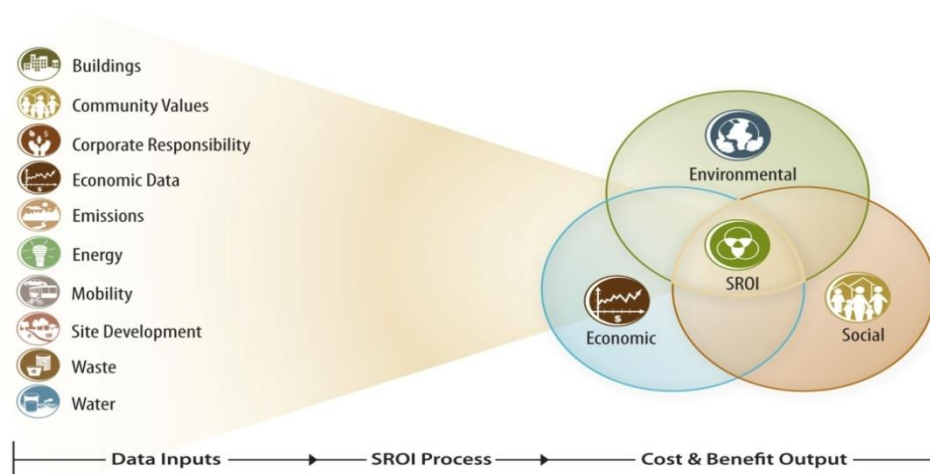 Buildings
Community Values
Corporate Responsibility
Economic Data
Emissions
Energy
Mobility
Site Development
Waste
Water
Environmental
SROI
Economic
Social
Data Inputs
SROI Process
Cost & Benefit Output